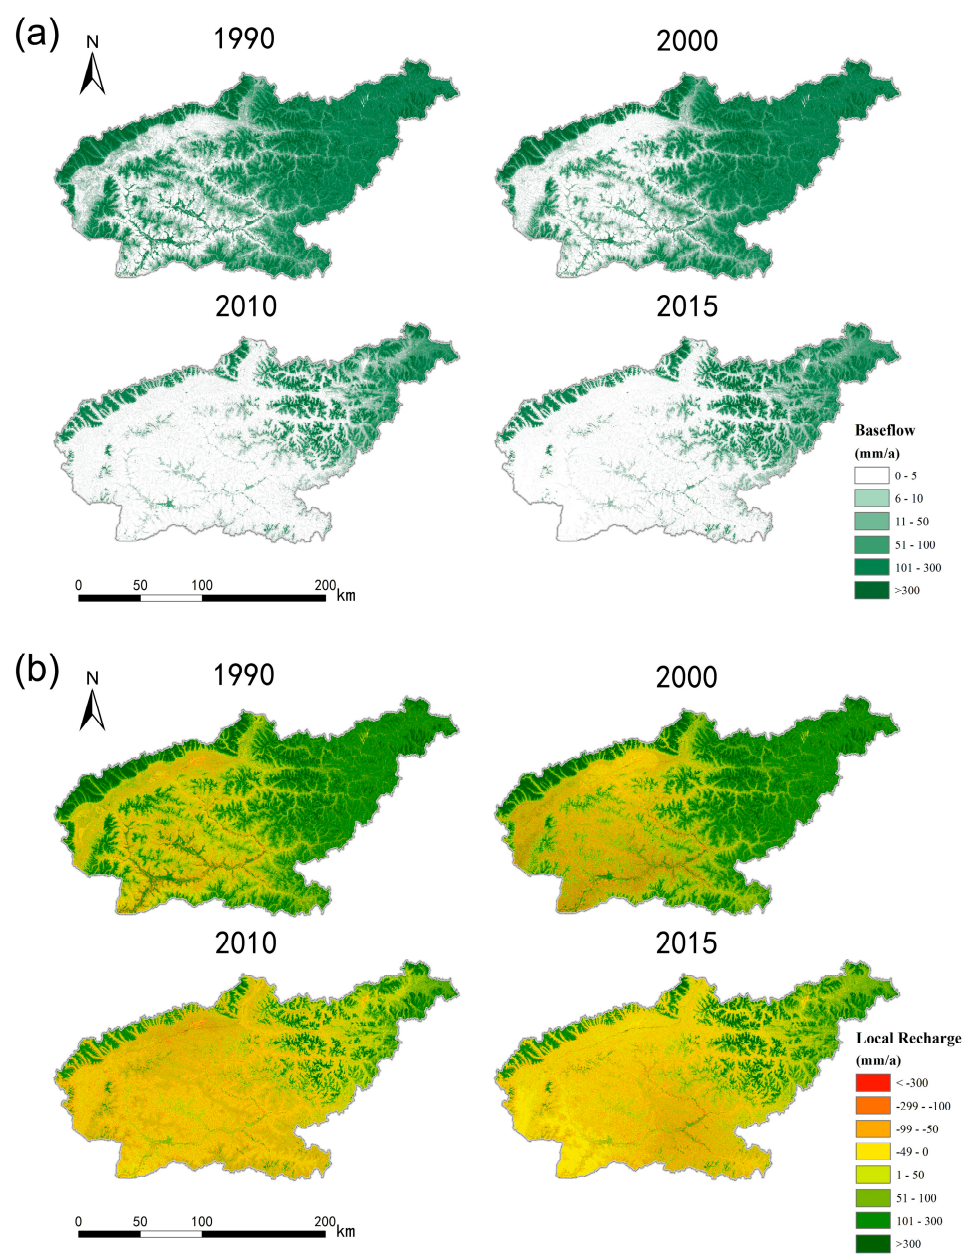 (a)
N
1990
2000
2010
2015
Baseflow
(mm/a)
0 - 5
6 - 10
11 - 50
51 - 100
101 - 300
>300
0 50 100 200
km
(b)
N
1990
2000
2010
2015
Local Recharge
(mm/a)
< -300
-299 - -100
-99 - -50
-49 - 0
1 - 50
51 - 100
101 - 300
>300
0 50 100 200
km